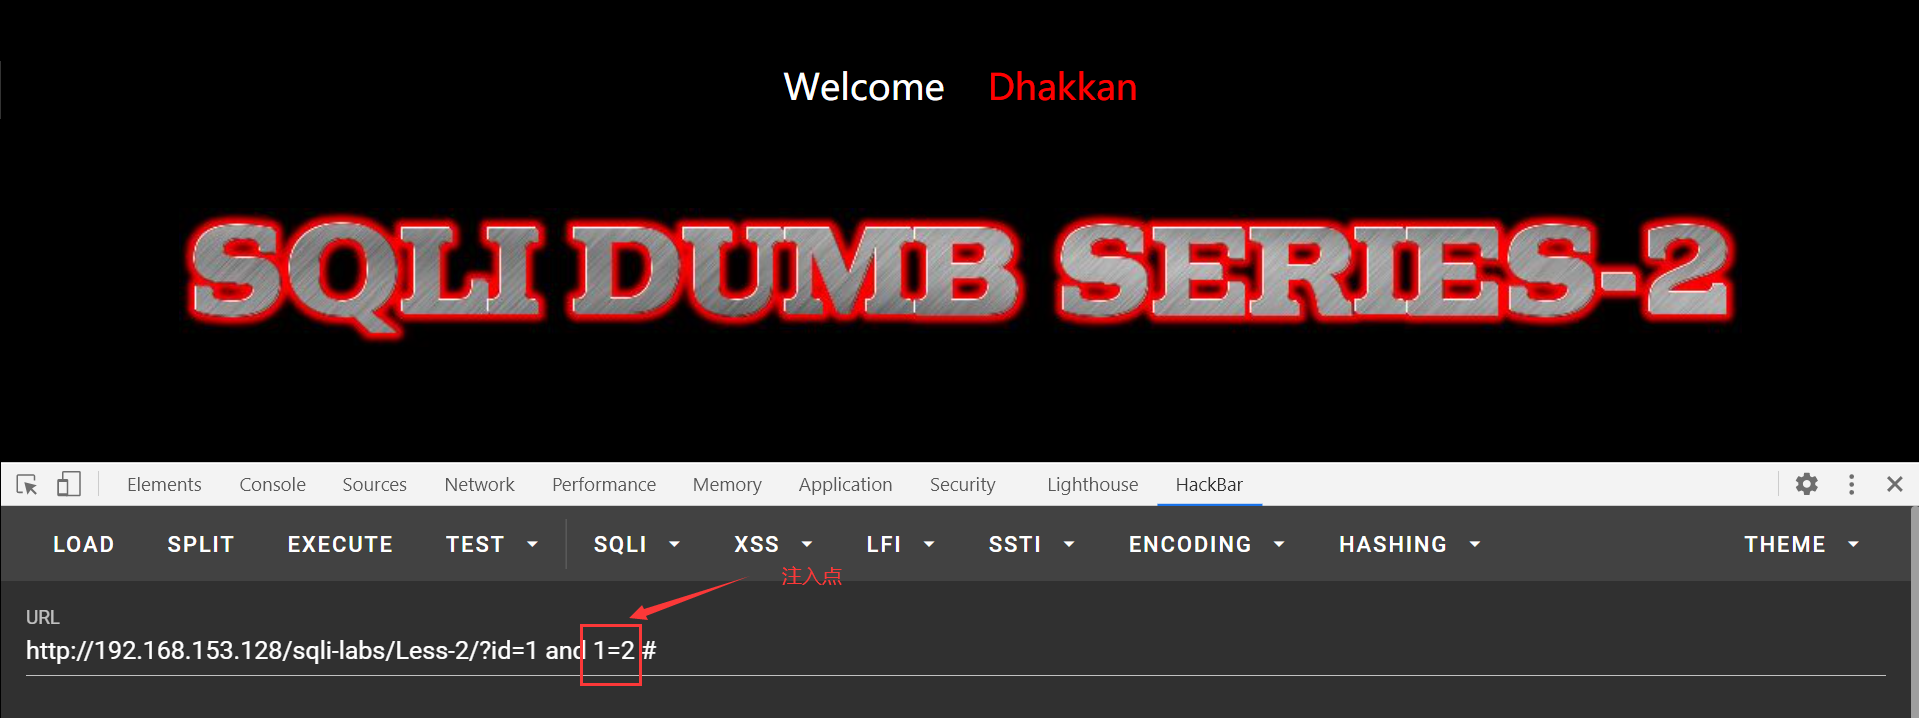 Welcome Dhakkan
SQLI DUMB SERIES-2
Elements Console Sources Network Performance Memory Application Security Lighthouse HackBar
LOAD SPLIT EXECUTE TEST SQLI XSS LFI SSTI ENCODING HASHING THEME
注入点
URL
http://192.168.153.128/sqli-labs/Less-2/?id=1 and 1=2 #